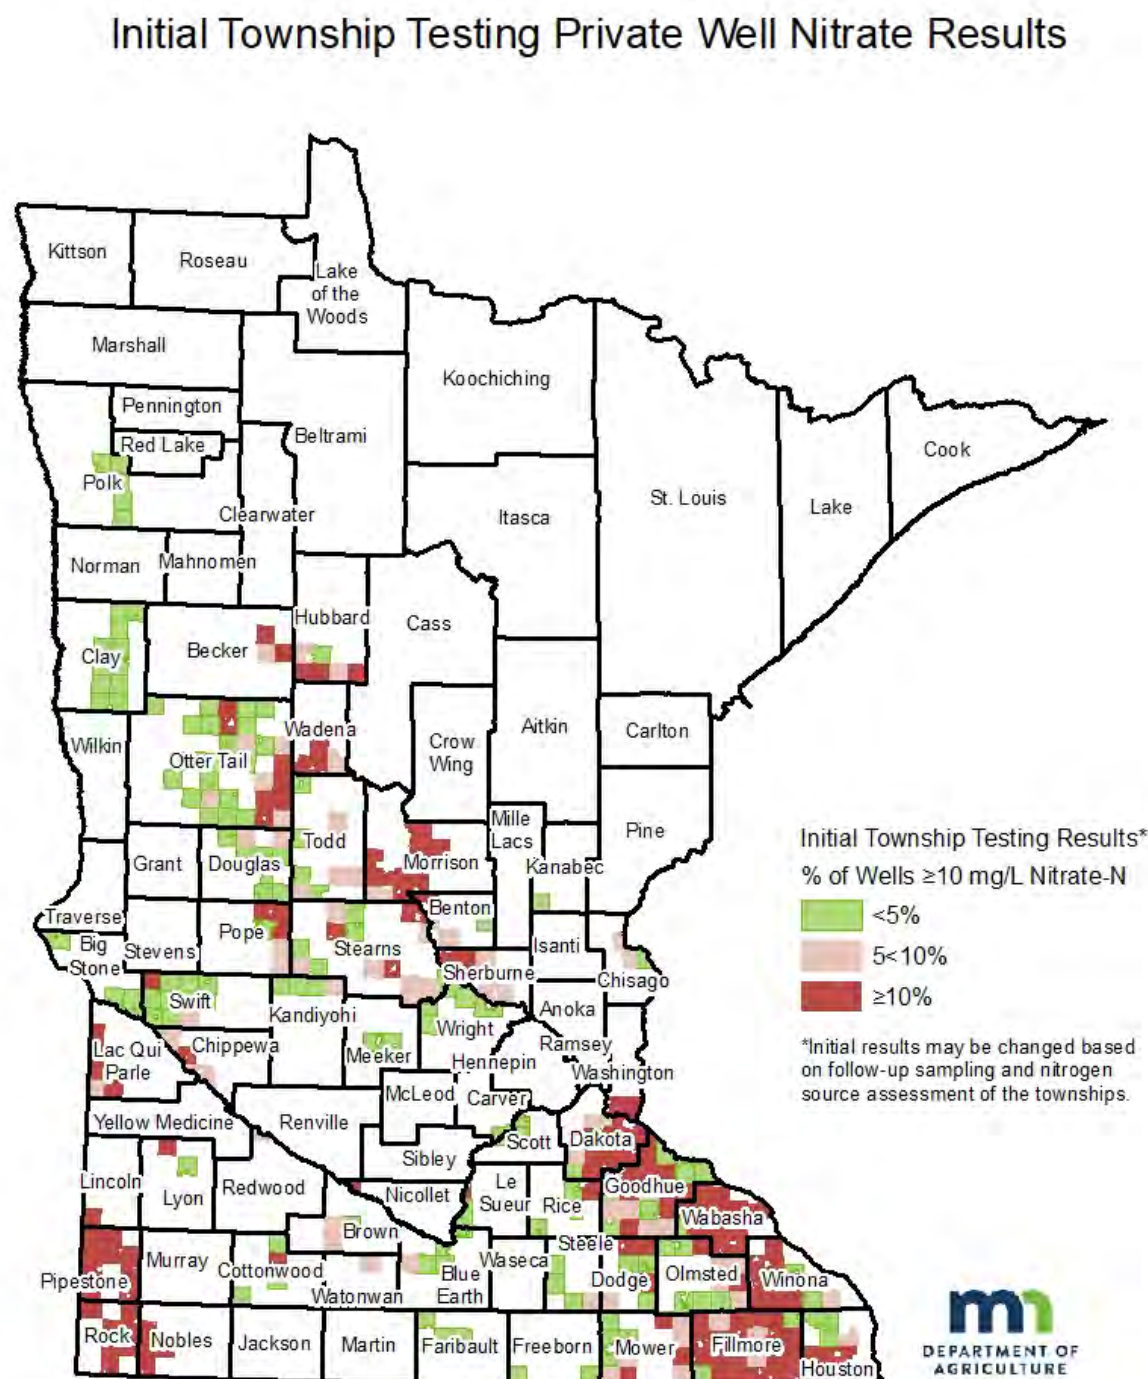 Initial Township Testing Private Well Nitrate Results
Kittson
Roseau
Lake
of the
Woods
Marshall
Koochiching
Pennington
Red Lake
Beltrami
Cook
Polk
St. Louis
Lake
Clearwater
Itasca
Norman
Mahnomen
Hubbard
Cass
Clay
Becker
Wadena
Aitkin
Carlton
Wilkin
Crow
Wing
Otter Tail
Mille
Lacs
Pine
Todd
Morrison
Grant
Douglas
Kanabec
Traverse
Benton
Big
Stone
Stevens
Pope
Stearns
Isanti
Sherburne
Chisago
Swift
Kandiyohi
Anoka
Wright
Lac Qui
Parle
Chippewa
Meeker
Hennepin
Ramsey
Washington
McLeod
Carver
Yellow Medicine
Renville
Scott
Dakota
Sibley
Lincoln
Lyon
Redwood
Nicollet
Le
Sueur
Rice
Goodhue
Wabasha
Brown
Murray
Cottonwood
Watonwan
Blue
Earth
Waseca
Steele
Dodge
Olmsted
Winona
Pipestone
Rock
Nobles
Jackson
Martin
Faribault
Freeborn
Mower
Fillmore
Houston
Initial Township Testing Results*
% of Wells ≥10 mg/L Nitrate-N
<5%
5<10%
≥10%
*Initial results may be changed based
on follow-up sampling and nitrogen
source assessment of the townships.
mn
DEPARTMENT OF
AGRICULTURE